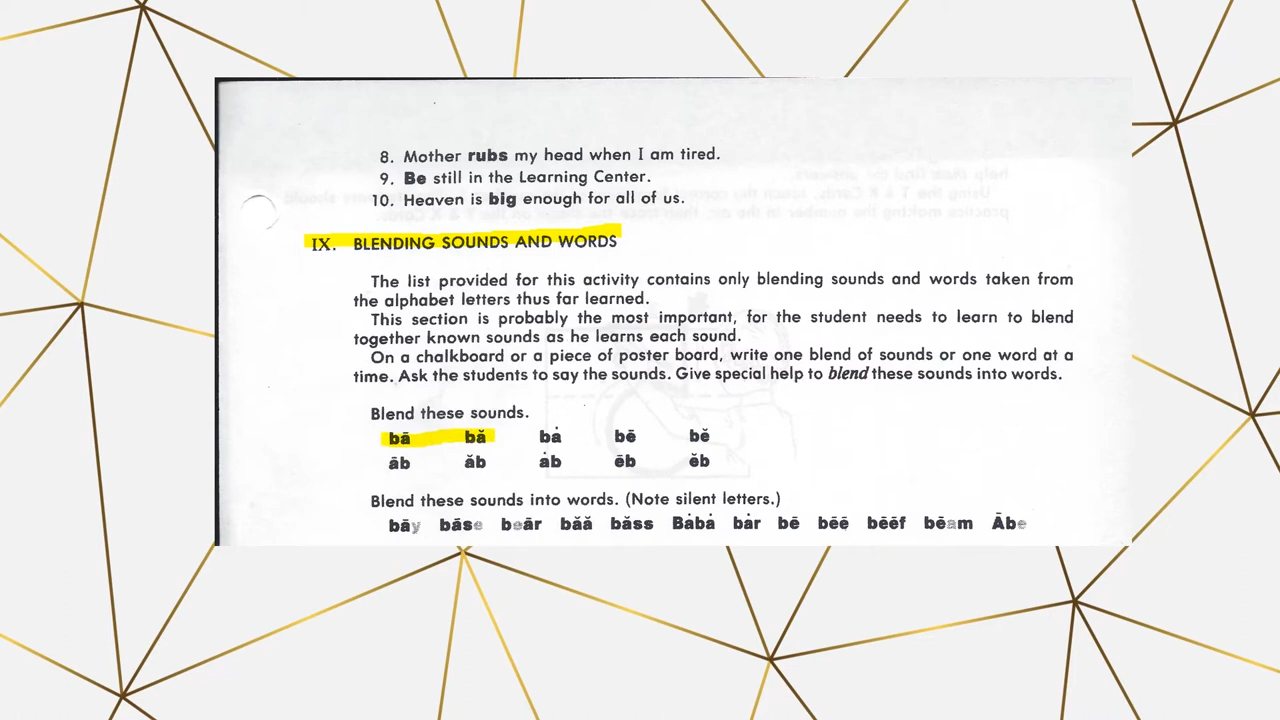 8. Mother rubs my head when I am tired.
9. Be still in the Learning Center.
10. Heaven is big enough for all of us.
IX. BLENDING SOUNDS AND WORDS
The list provided for this activity contains only blending sounds and words taken from
the alphabet letters thus far learned.
This section is probably the most important, for the student needs to learn to blend
together known sounds as he learns each sound.
On a chalkboard or a piece of poster board, write one blend of sounds or one word at a
time. Ask the students to say the sounds. Give special help to blend these sounds into words.
Blend these sounds.
bā bă bȧ bē bĕ
āb ăb ȧb ēb ĕb
Blend these sounds into words. (Note silent letters.)
bāy bāse beār băă băss Bȧbȧ bȧr bē bēē bēēf bēam Ābe